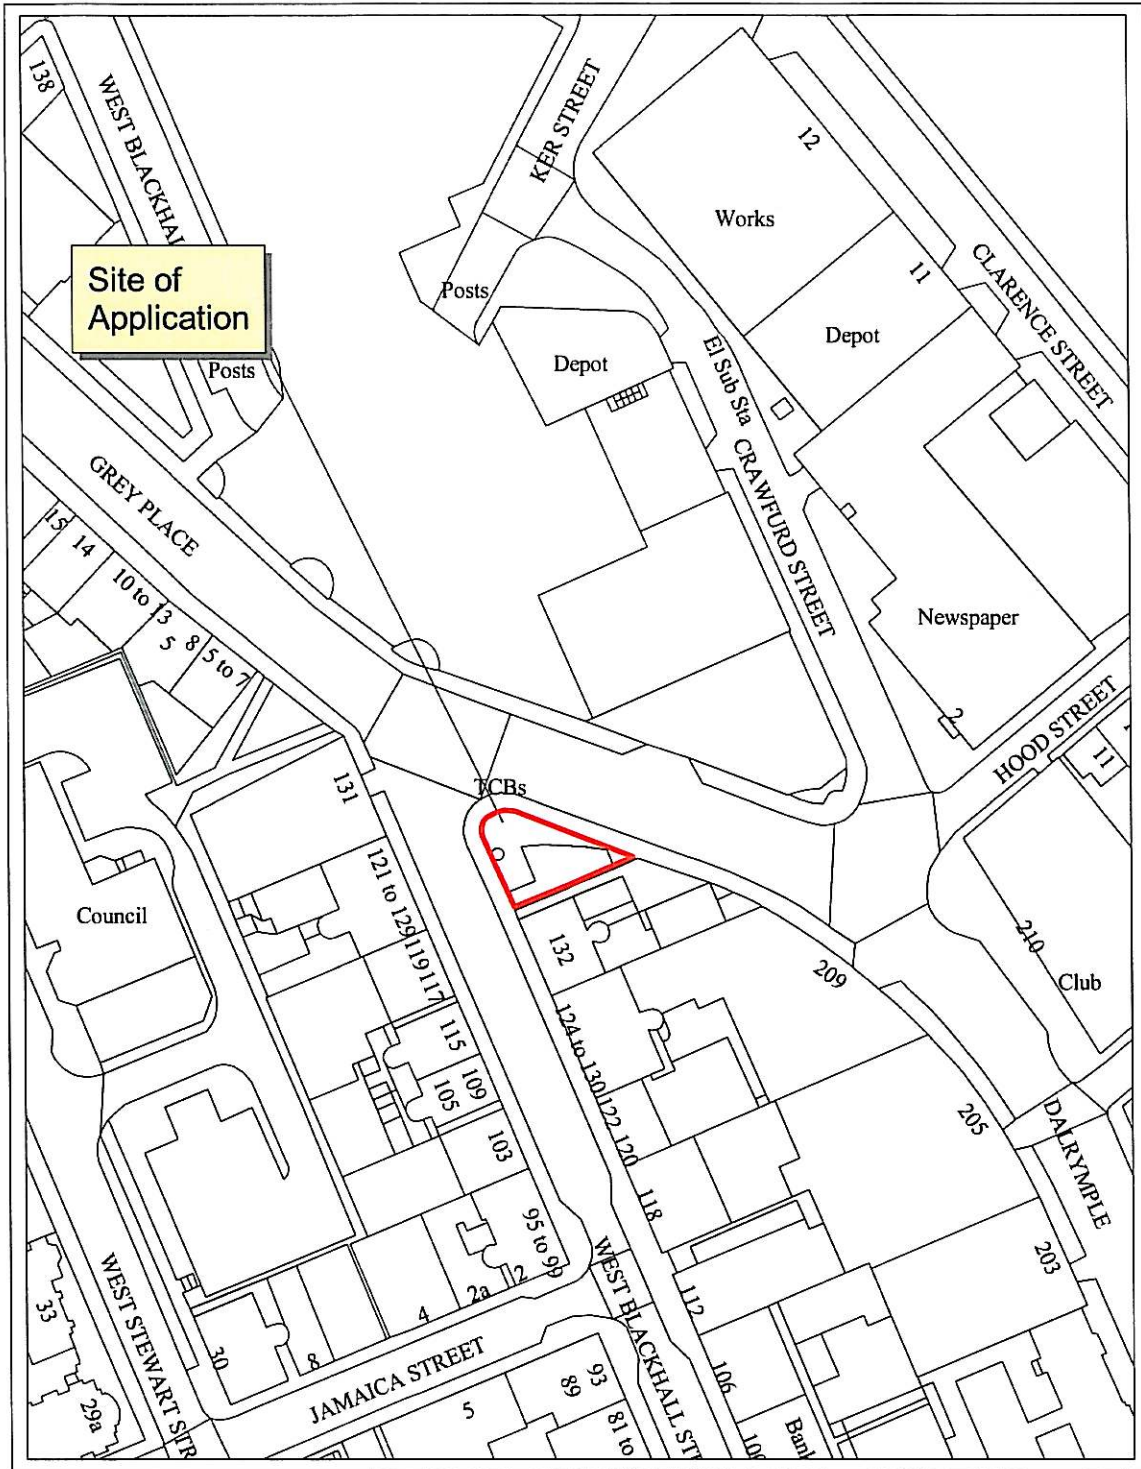 138
WEST BLACKHAL
Site of
Application
Posts
KER STREET
Posts
12
Works
11
Depot
CLARENCE STREET
Depot
El Sub Sta
CRAWFURD STREET
GREY PLACE
15
14
10 to 13
5
8
5 to 7
Newspaper
2
HOOD STREET
11
131
TCBs
121 to 129
119
117
Council
132
210
Club
209
115
109
105
124 to 130
122
120
103
118
205
DALRYMPLE
95 to 99
WEST BLACKHALL STR
2
2a
4
112
203
WEST STEWART STR
33
30
8
JAMAICA STREET
29a
5
89
93
81 to
106
100
Bank